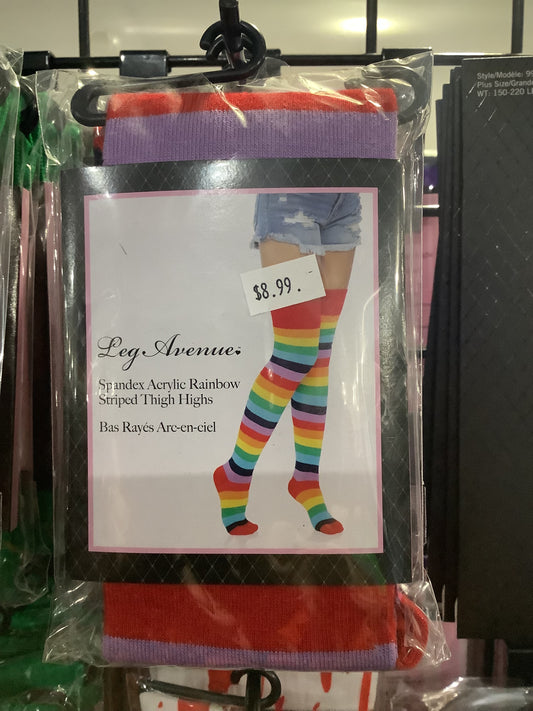 Style/Modèle: 99
Plus Size/Grande
WT: 150-220 L
$8.99.
Leg Avenue
Spandex Acrylic Rainbow
Striped Thigh Highs
Bas Rayés Arc-en-ciel